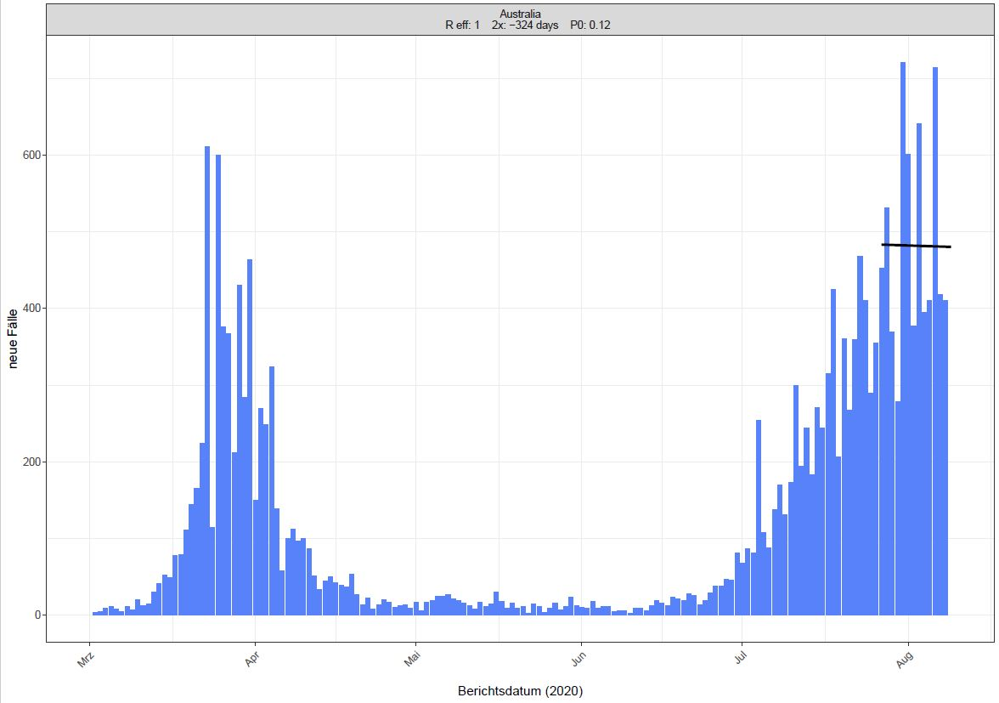 Australia
R eff: 1 2x: −324 days P0: 0.12
neue Fälle
600
400
200
0
Mrz
Apr
Mai
Jun
Jul
Aug
Berichtsdatum (2020)